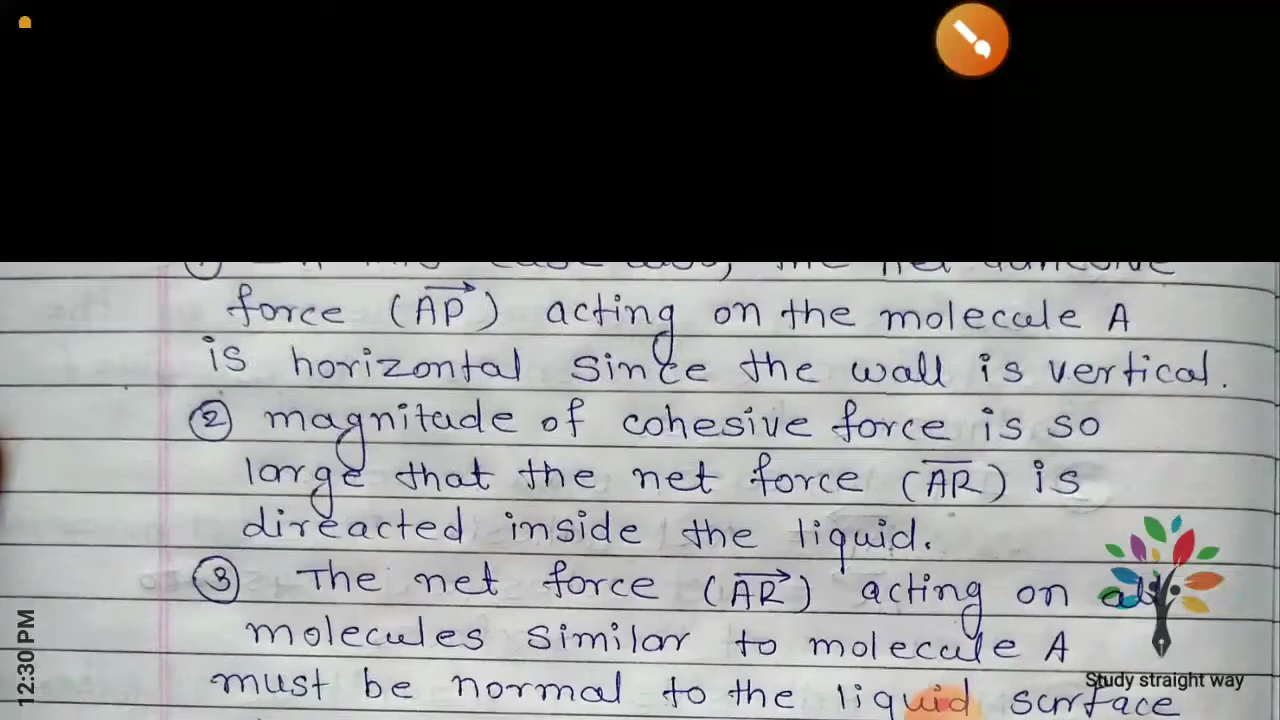 force (AP) acting on the molecule A
is horizontal since the wall is vertical.
② magnitude of cohesive force is so
large that the net force (AR) is
direacted inside the liquid.
③ The net force (AR) acting on all
molecules similar to molecule A
must be normal to the liquid surface
Study straight way
12:30PM